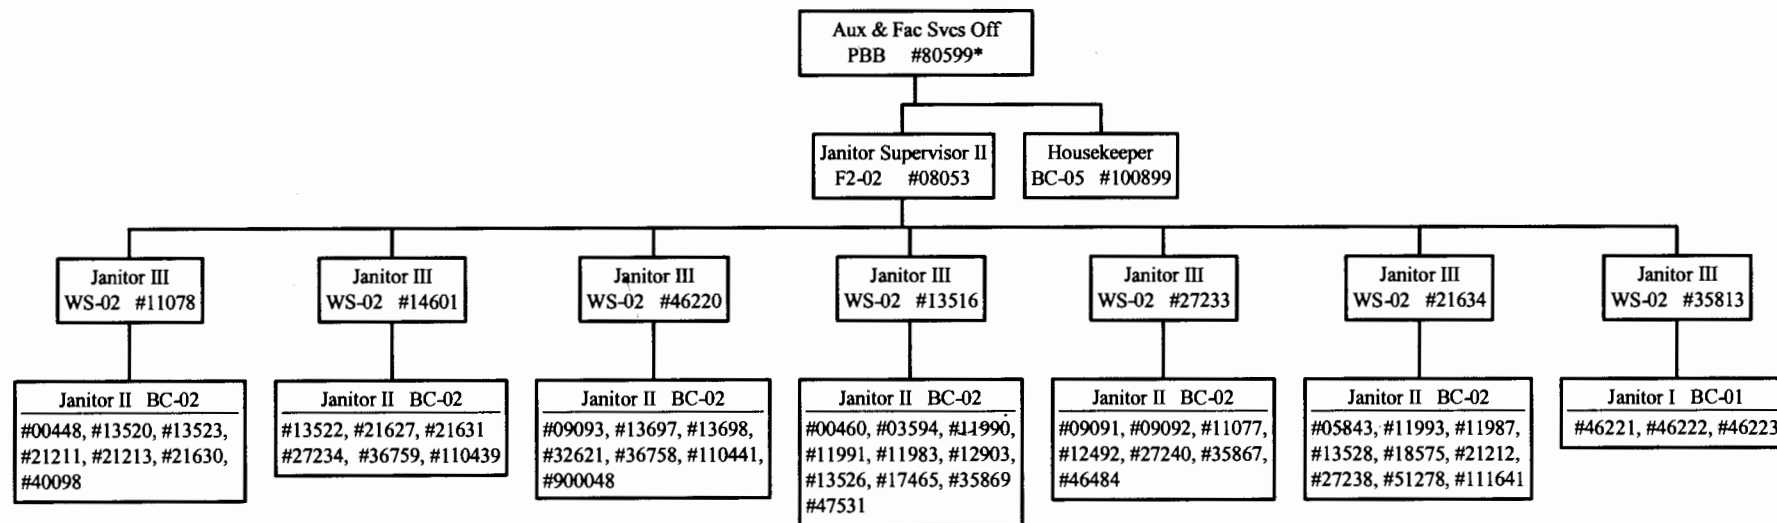 Aux & Fac Svcs Off
PBB #80599*
Janitor Supervisor II
F2-02 #08053
Housekeeper
BC-05 #100899
Janitor III
WS-02 #11078
Janitor III
WS-02 #14601
Janitor III
WS-02 #46220
Janitor III
WS-02 #13516
Janitor III
WS-02 #27233
Janitor III
WS-02 #21634
Janitor III
WS-02 #35813
Janitor II BC-02
#00448, #13520, #13523,
#21211, #21213, #21630,
#40098
Janitor II BC-02
#13522, #21627, #21631
#27234, #36759, #110439
Janitor II BC-02
#09093, #13697, #13698,
#32621, #36758, #110441,
#900048
Janitor II BC-02
#00460, #03594, #11990,
#11991, #11983, #12903,
#13526, #17465, #35869
#47531
Janitor II BC-02
#09091, #09092, #11077,
#12492, #27240, #35867,
#46484
Janitor II BC-02
#05843, #11993, #11987,
#13528, #18575, #21212,
#27238, #51278, #111641
Janitor I BC-01
#46221, #46222, #46223